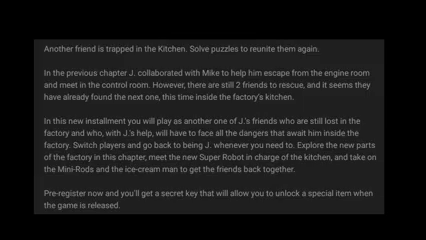 Another friend is trapped in the Kitchen. Solve puzzles to reunite them again.
In the previous chapter J. collaborated with Mike to help him escape from the engine room
and meet in the control room. However, there are still 2 friends to rescue, and it seems they
have already found the next one, this time inside the factory's kitchen.
In this new installment you will play as another one of J.'s friends who are still lost in the
factory and who, with J.'s help, will have to face all the dangers that await him inside the
factory. Switch players and go back to being J. whenever you need to. Explore the new parts
of the factory in this chapter, meet the new Super Robot in charge of the kitchen, and take on
the Mini-Rods and the ice-cream man to get the friends back together.
Pre-register now and you'll get a secret key that will allow you to unlock a special item when
the game is released.